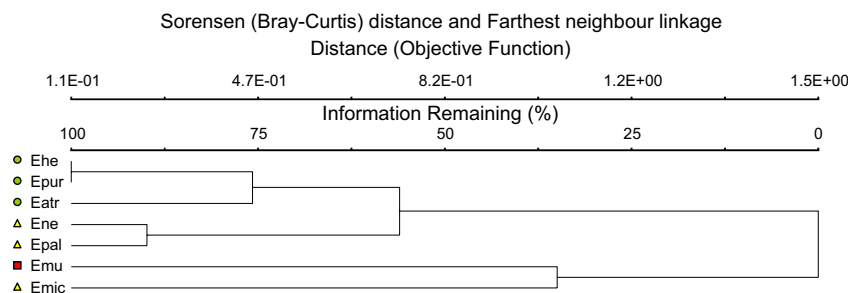 Sorensen (Bray-Curtis) distance and Farthest neighbour linkage
Distance (Objective Function)
1.1E-01 4.7E-01 8.2E-01 1.2E+00 1.5E+00
Information Remaining (%)
100 75 50 25 0
Ehe
Epur
Eatr
Ene
Epal
Emu
Emic